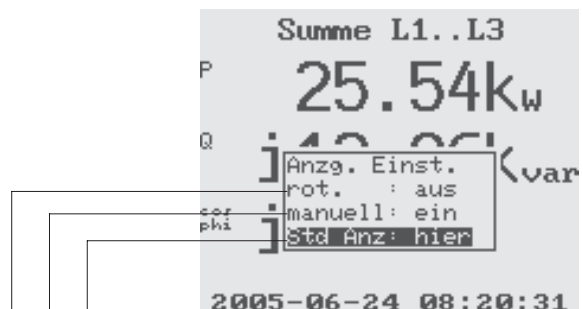 Summe L1..L3
P
25.54kW
Q
var
Anzg. Einst.
rot. : aus
manuell: ein
phi
Std Anz: hier
2005-06-24 08:20:31